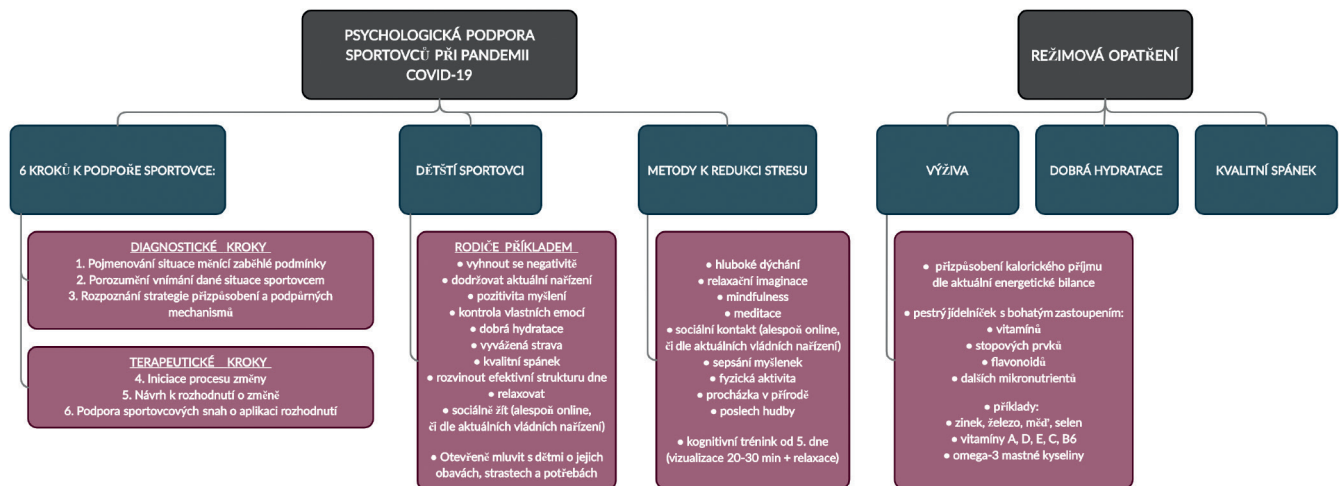 PSYCHOLOGICKÁ PODPORA
SPORTOVCŮ PŘI PANDEMII
COVID-19
REŽIMOVÁ OPATŘENÍ
6 KROKŮ K PODPOŘE SPORTOVCE:
DĚTŠTÍ SPORTOVCI
METODY K REDUKCI STRESU
VÝŽIVA
DOBRÁ HYDRATACE
KVALITNÍ SPÁNEK
DIAGNOSTICKÉ KROKY
1. Pojmenování situace měnící zaběhlé podmínky
2. Porozumění vnímání dané situace sportovcem
3. Rozpoznání strategie přizpůsobení a podpůrných
mechanismů
TERAPEUTICKÉ KROKY
4. Iniciace procesu změny
5. Návrh k rozhodnutí o změně
6. Podpora sportovcových snah o aplikaci rozhodnutí
RODIČE PŘÍKLADEM
• vyhnout se negativitě
• dodržovat aktuální nařízení
• pozitivita myšlení
• kontrola vlastních emocí
• dobrá hydratace
• vyvážená strava
• kvalitní spánek
• rozvinout efektivní strukturu dne
• relaxovat
• sociálně žít (alespoň online,
či dle aktuálních vládních nařízení)
• Otevřeně mluvit s dětmi o jejich
obavách, strastech a potřebách
• hluboké dýchání
• relaxační imaginace
• mindfulness
• meditace
• sociální kontakt (alespoň online,
či dle aktuálních vládních nařízení)
• sepsání myšlenek
• fyzická aktivita
• procházka v přírodě
• poslech hudby
• kognitivní trénink od 5. dne
(vizualizace 20-30 min + relaxace)
• přizpůsobení kalorického příjmu
dle aktuální energetické bilance
• pestrý jídelníček s bohatým zastoupením:
• vitamínů
• stopových prvků
• flavonoidů
• dalších mikronutrientů
• příklady:
• zinek, železo, měď, selen
• vitamíny A, D, E, C, B6
• omega-3 mastné kyseliny